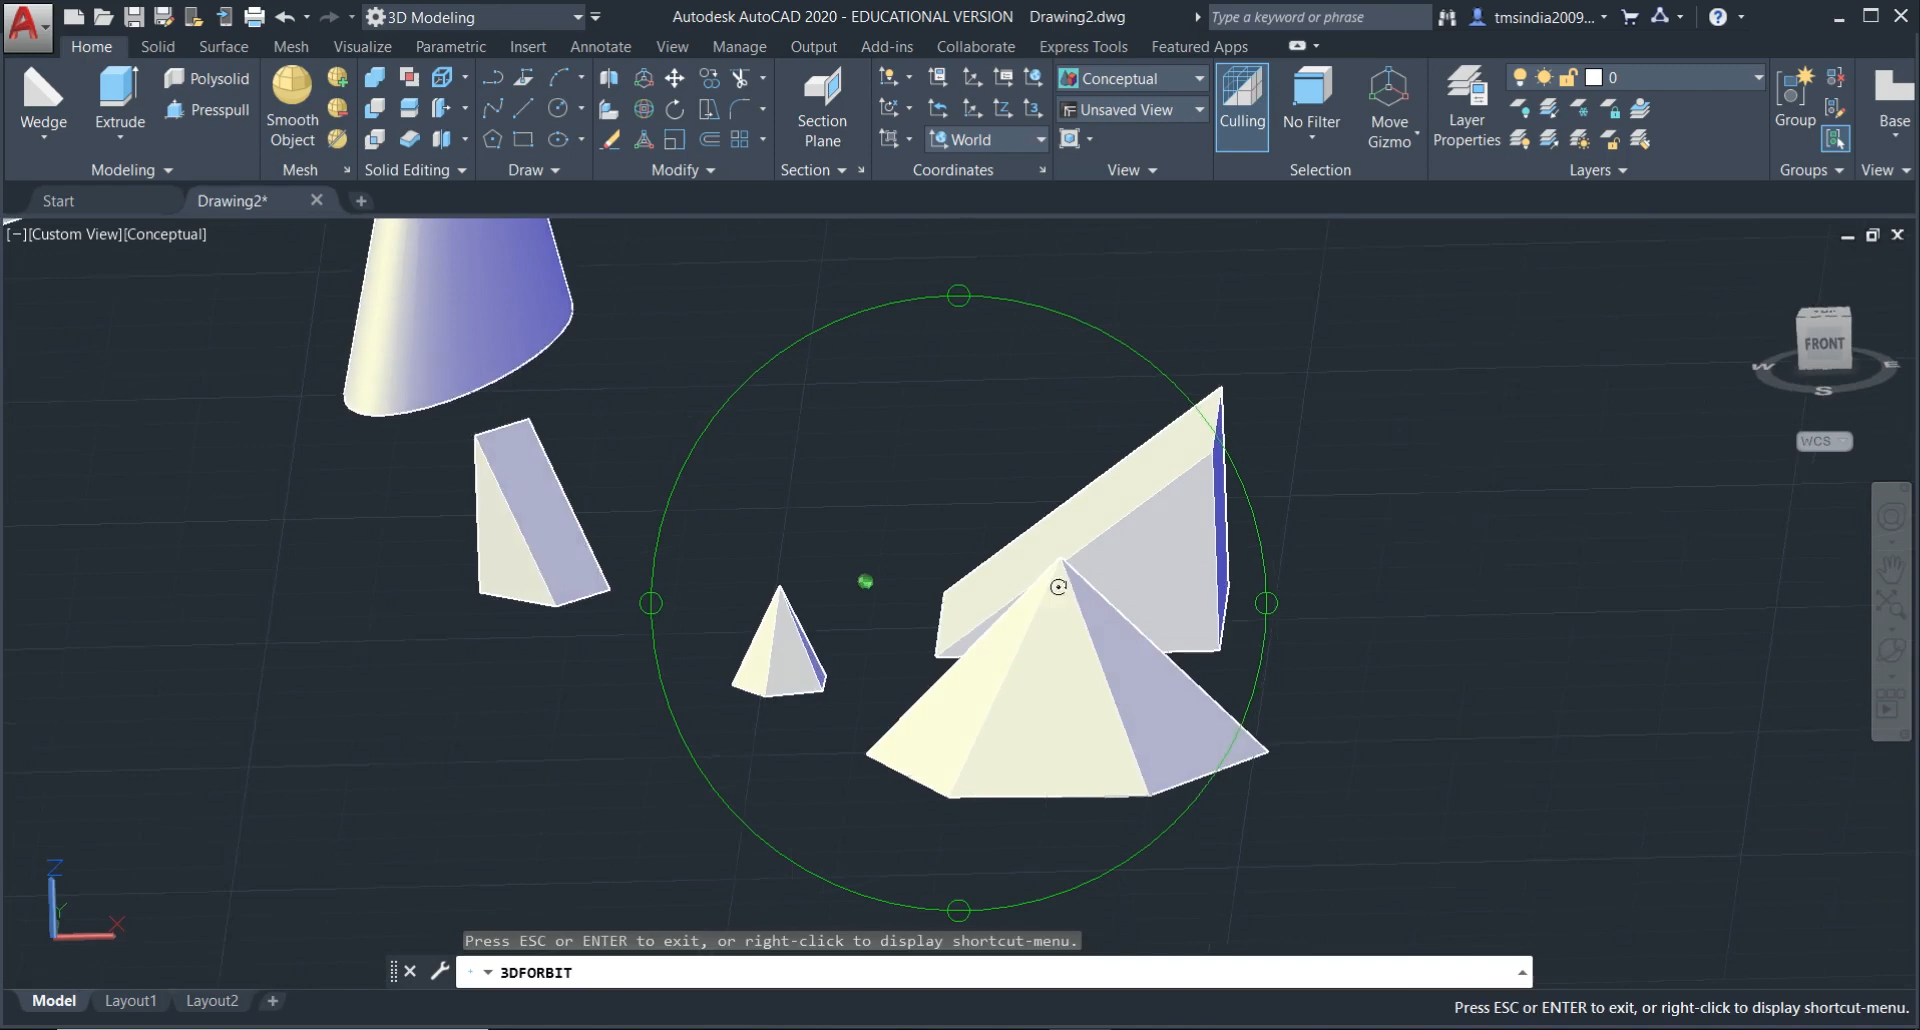 3D Modeling
Autodesk AutoCAD 2020 - EDUCATIONAL VERSION Drawing2.dwg
Type a keyword or phrase
tmsindia2009...
Home Solid Surface Mesh Visualize Parametric Insert Annotate View Manage Output Add-ins Collaborate Express Tools Featured Apps
Wedge
Extrude
Polysolid
Presspull
Smooth
Object
Section
Plane
Conceptual
Unsaved View
World
Culling
No Filter
Move
Gizmo
Layer
Properties
0
Group
Base
Modeling Mesh Solid Editing Draw Modify Section Coordinates View Selection Layers Groups View
Start Drawing2*
[−][Custom View][Conceptual]
FRONT
W E
S
WCS
Z
Y
X
Press ESC or ENTER to exit, or right-click to display shortcut-menu.
3DFORBIT
Model Layout1 Layout2
Press ESC or ENTER to exit, or right-click to display shortcut-menu.